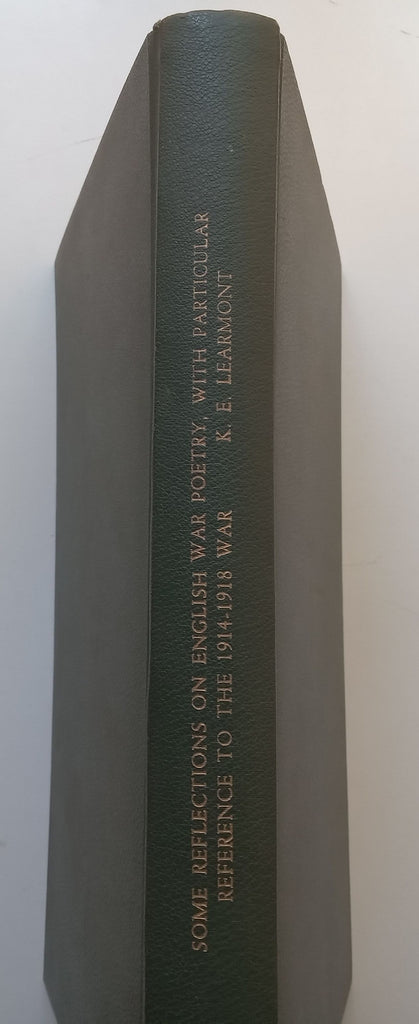 SOME REFLECTIONS ON ENGLISH WAR POETRY, WITH PARTICULAR
REFERENCE TO THE 1914-1918 WAR K. E. LEARMONT